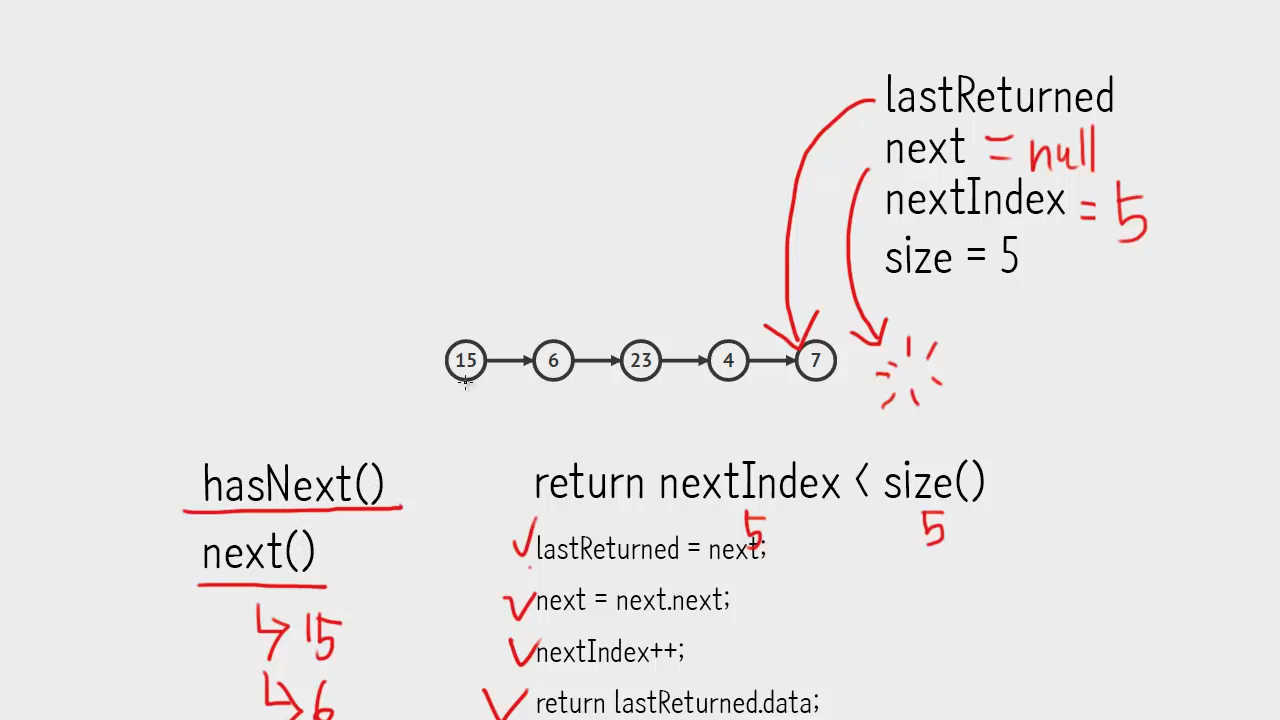 lastReturned
next = null
nextIndex = 5
size = 5
15 6 23 4 7
hasNext() return nextIndex < size()
5 5
next() lastReturned = next;
next = next.next;
15
nextIndex++;
6
return lastReturned.data;